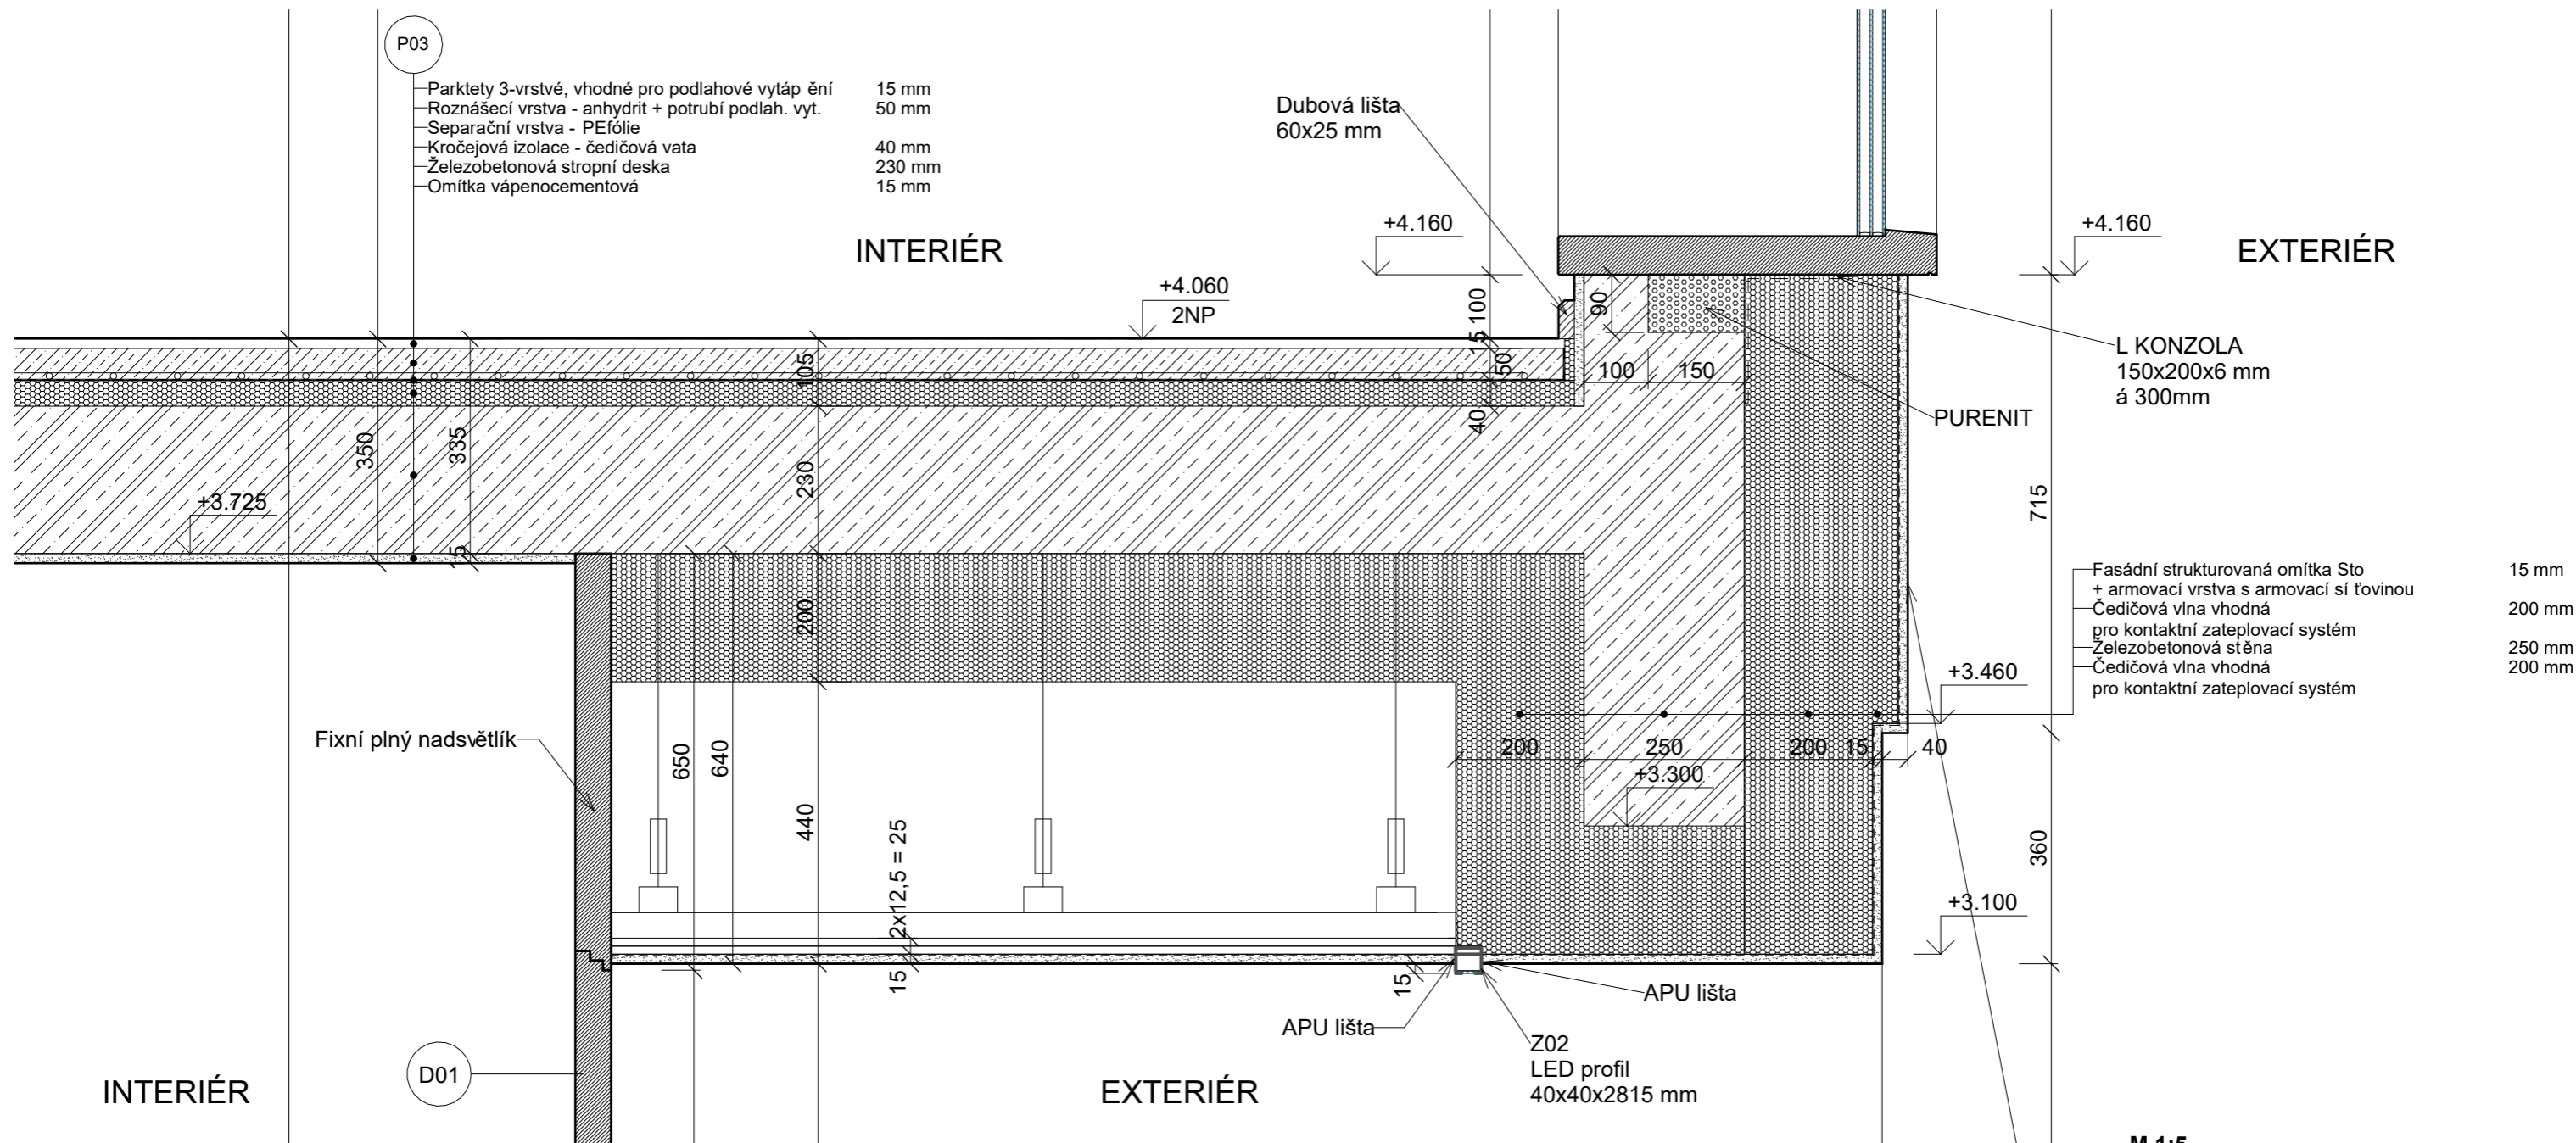 P03
Parktety 3-vrstvé, vhodné pro podlahové vytáp ění 15 mm
Roznášecí vrstva - anhydrit + potrubí podlah. vyt. 50 mm
Separační vrstva - PEfólie
Kročejová izolace - čedičová vata 40 mm
Železobetonová stropní deska 230 mm
Omítka vápenocementová 15 mm
Dubová lišta
60x25 mm
INTERIÉR
+4.160
+4.160
EXTERIÉR
+4.060
2NP
100
15
50
40
90
100
150
105
L KONZOLA
150x200x6 mm
á 300mm
PURENIT
350
335
230
+3.725
15
715
200
Fasádní strukturovaná omítka Sto 15 mm
+ armovací vrstva s armovací sí ťovinou
Čedičová vlna vhodná 200 mm
pro kontaktní zateplovací systém
Železobetonová stěna 250 mm
Čedičová vlna vhodná 200 mm
pro kontaktní zateplovací systém
+3.460
Fixní plný nadsvětlík
650
640
440
200
250
200
15
40
+3.300
2x12,5 = 25
360
+3.100
15
15
APU lišta
APU lišta
Z02
LED profil
40x40x2815 mm
D01
INTERIÉR
EXTERIÉR
M 1:5